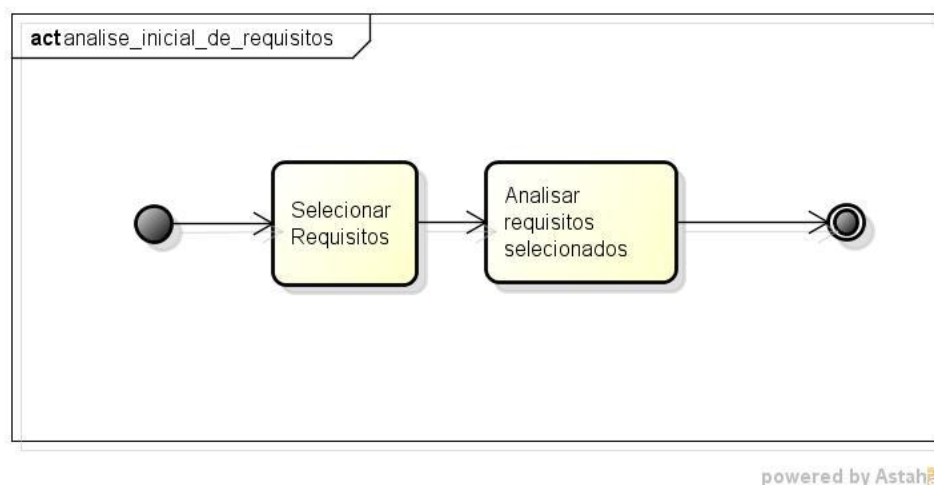 act analise_inicial_de_requisitos
Selecionar
Requisitos
Analisar
requisitos
selecionados
powered by Astah